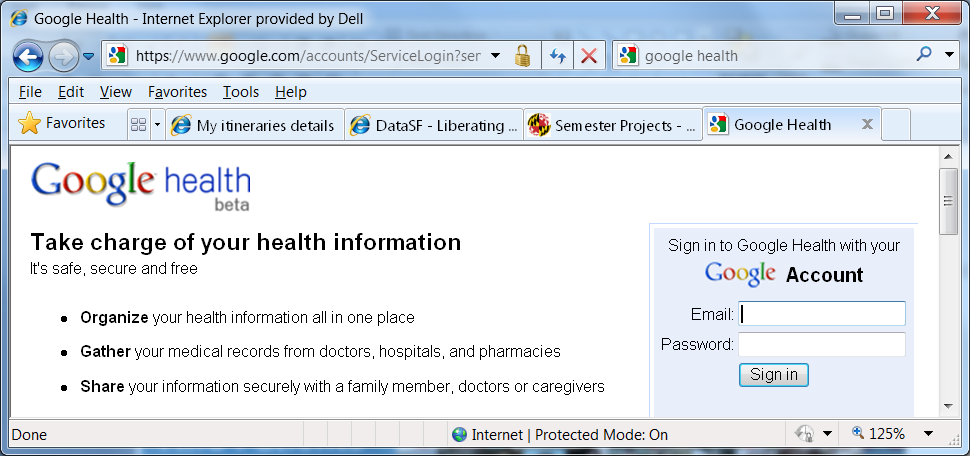 Google Health - Internet Explorer provided by Dell
https://www.google.com/accounts/ServiceLogin?ser
google health
File Edit View Favorites Tools Help
Favorites My itineraries details DataSF - Liberating ... Semester Projects - ... Google Health
Google health
beta
Take charge of your health information
It's safe, secure and free
• Organize your health information all in one place
• Gather your medical records from doctors, hospitals, and pharmacies
• Share your information securely with a family member, doctors or caregivers
Sign in to Google Health with your
Google Account
Email:
Password:
Sign in
Done Internet | Protected Mode: On 125%